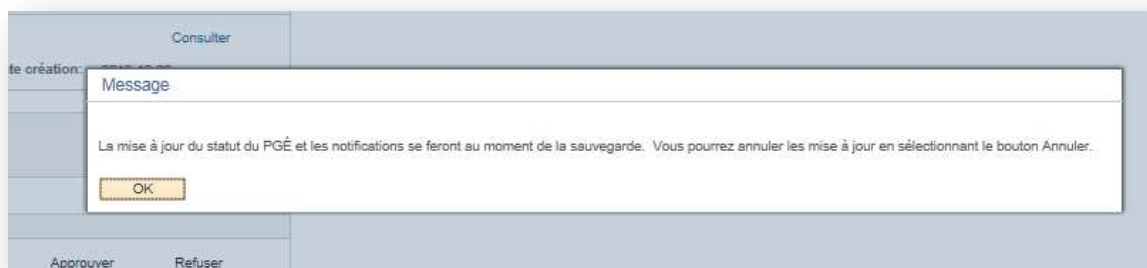 Consulter
te création:
Message
La mise à jour du statut du PGÉ et les notifications se feront au moment de la sauvegarde. Vous pourrez annuler les mise à jour en sélectionnant le bouton Annuler.
OK
Approuver Refuser